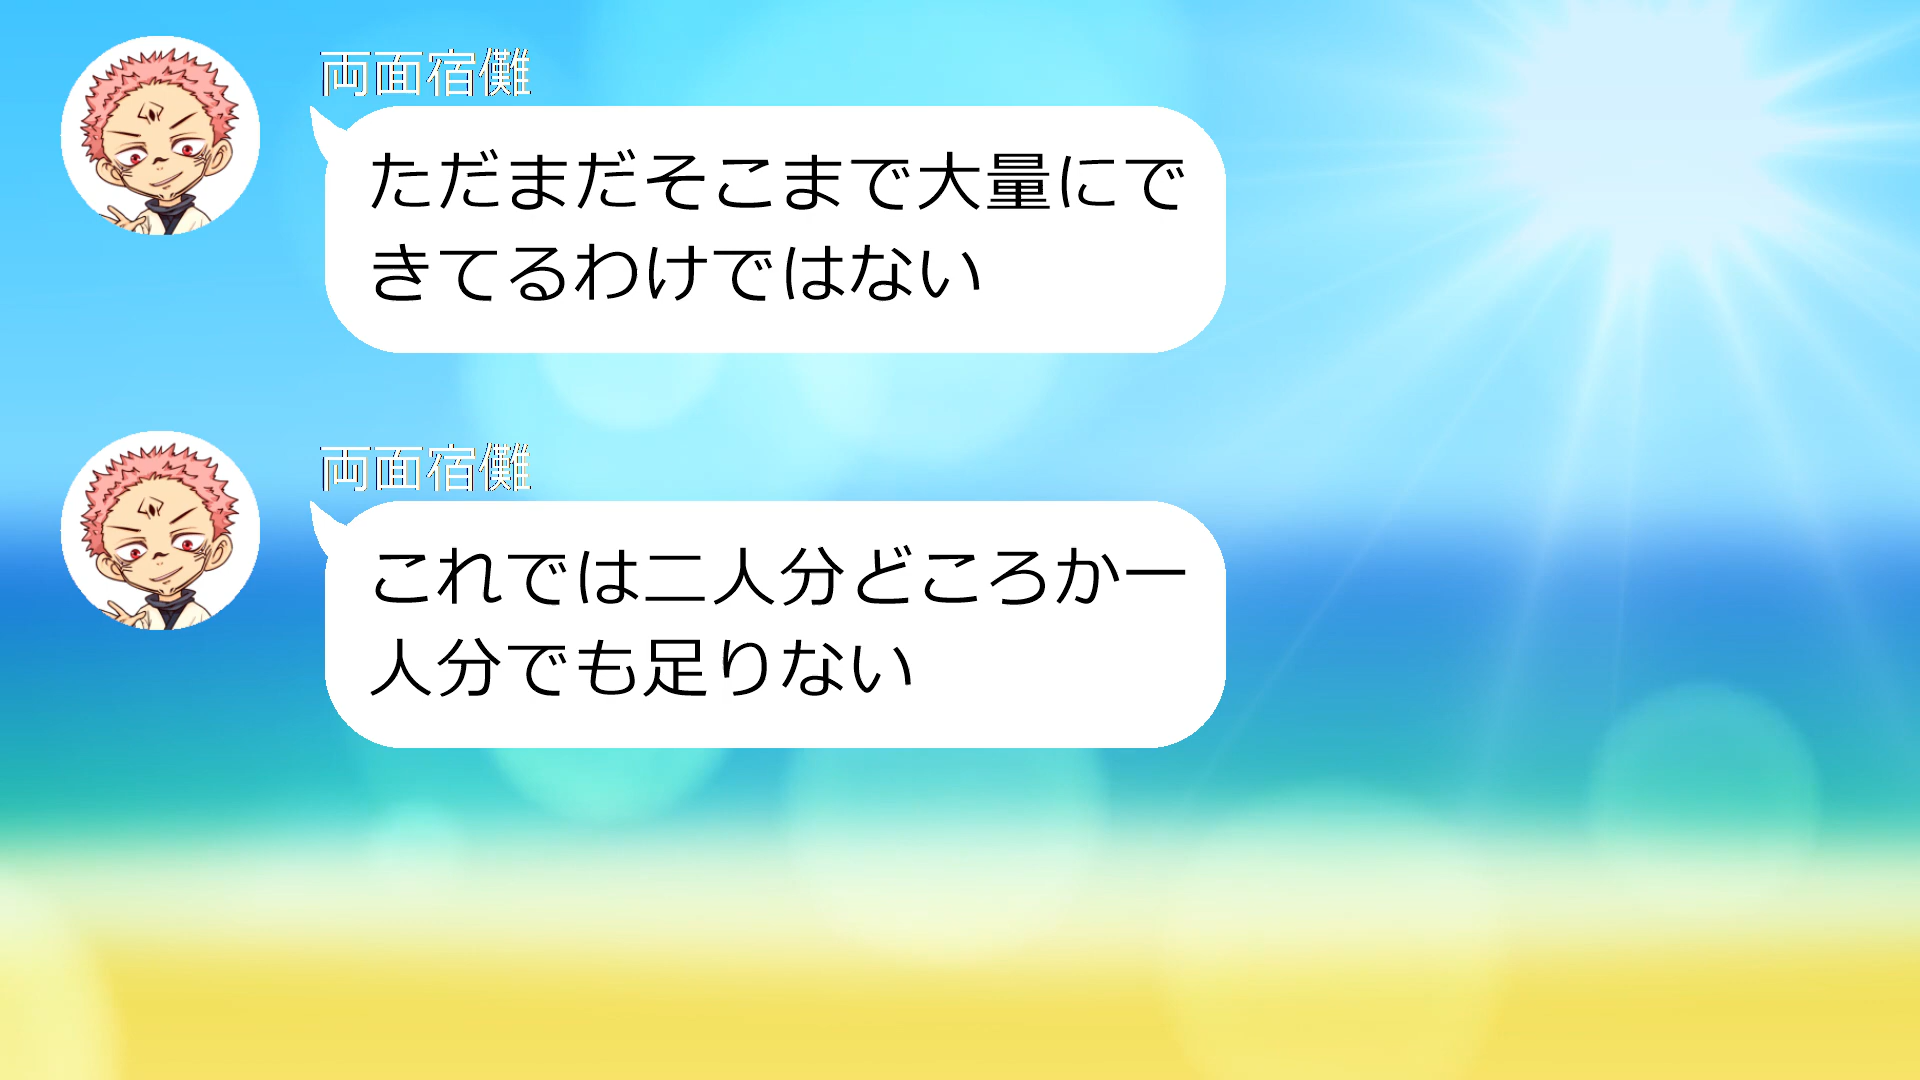 両面宿儺
ただまだそこまで大量にで
きてるわけではない
両面宿儺
これでは二人分どころか一
人分でも足りない